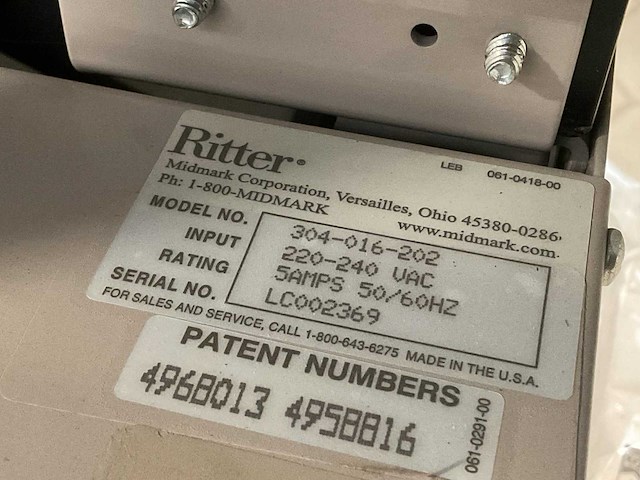 Ritter®
LEB 061-0418-00
Midmark Corporation, Versailles, Ohio 45380-0286
Ph: 1-800-MIDMARK www.midmark.com
MODEL NO. 304-016-202
INPUT 220-240 VAC
RATING 5AMPS 50/60HZ
SERIAL NO. LC002369
FOR SALES AND SERVICE, CALL 1-800-643-6275 MADE IN THE U.S.A.
PATENT NUMBERS
4968013 4958816
061-0291-00